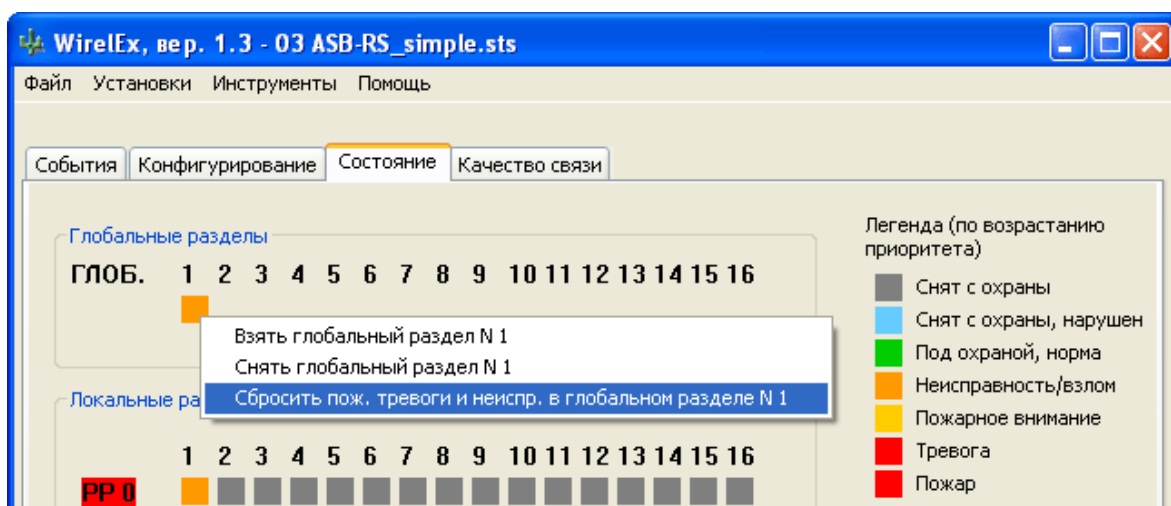 WirelEx, вер. 1.3 - 03 ASB-RS_simple.sts
Файл Установки Инструменты Помощь
События Конфигурирование Состояние Качество связи
Глобальные разделы
ГЛОБ. 1 2 3 4 5 6 7 8 9 10 11 12 13 14 15 16
Взять глобальный раздел N 1
Снять глобальный раздел N 1
Сбросить пож. тревоги и неиспр. в глобальном разделе N 1
Локальные ра
1 2 3 4 5 6 7 8 9 10 11 12 13 14 15 16
РР 0
Легенда (по возрастанию
приоритета)
Снят с охраны
Снят с охраны, нарушен
Под охраной, норма
Неисправность/взлом
Пожарное внимание
Тревога
Пожар